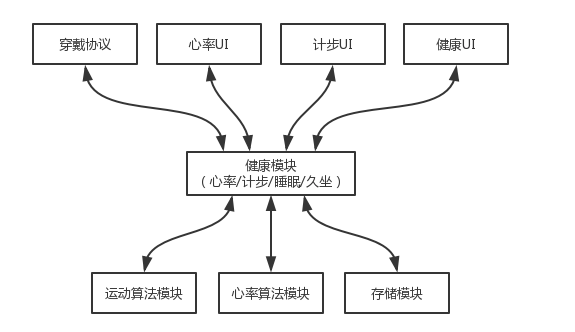 穿戴协议
心率UI
计步UI
健康UI
健康模块
（心率/计步/睡眠/久坐）
运动算法模块
心率算法模块
存储模块